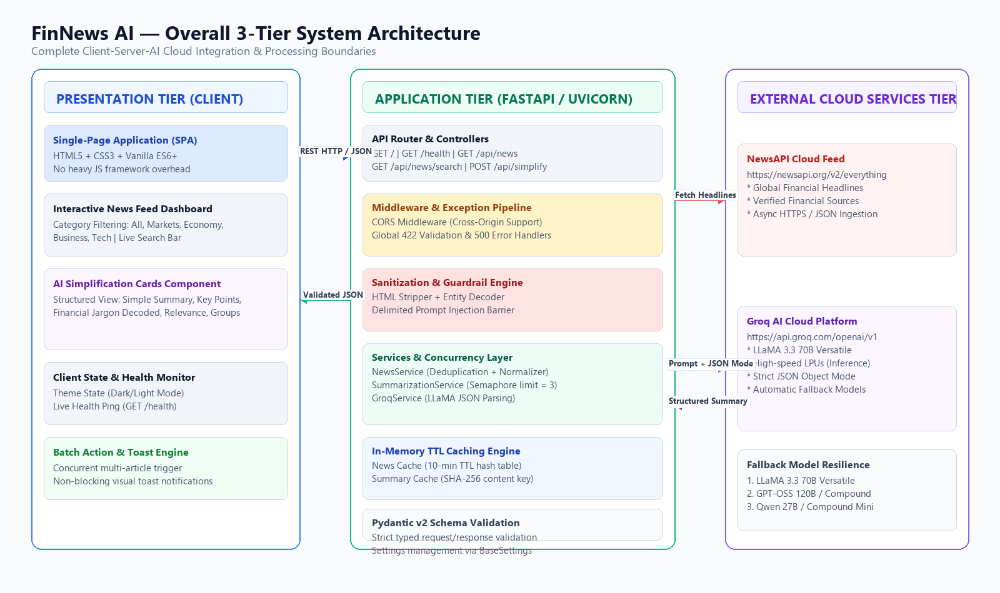 FinNews AI — Overall 3-Tier System Architecture
Complete Client-Server-AI Cloud Integration & Processing Boundaries
PRESENTATION TIER (CLIENT)
Single-Page Application (SPA)
HTML5 + CSS3 + Vanilla ES6+
No heavy JS framework overhead
Interactive News Feed Dashboard
Category Filtering: All, Markets, Economy,
Business, Tech | Live Search Bar
AI Simplification Cards Component
Structured View: Simple Summary, Key Points,
Financial Jargon Decoded, Relevance, Groups
Client State & Health Monitor
Theme State (Dark/Light Mode)
Live Health Ping (GET /health)
Batch Action & Toast Engine
Concurrent multi-article trigger
Non-blocking visual toast notifications
REST HTTP / JSON
Validated JSON
APPLICATION TIER (FASTAPI / UVICORN)
API Router & Controllers
GET / | GET /health | GET /api/news
GET /api/news/search | POST /api/simplify
Middleware & Exception Pipeline
CORS Middleware (Cross-Origin Support)
Global 422 Validation & 500 Error Handlers
Sanitization & Guardrail Engine
HTML Stripper + Entity Decoder
Delimited Prompt Injection Barrier
Services & Concurrency Layer
NewsService (Deduplication + Normalizer)
SummarizationService (Semaphore limit = 3)
GroqService (LLaMA JSON Parsing)
In-Memory TTL Caching Engine
News Cache (10-min TTL hash table)
Summary Cache (SHA-256 content key)
Pydantic v2 Schema Validation
Strict typed request/response validation
Settings management via BaseSettings
Fetch Headlines
Prompt + JSON Mode
Structured Summary
EXTERNAL CLOUD SERVICES TIER
NewsAPI Cloud Feed
https://newsapi.org/v2/everything
* Global Financial Headlines
* Verified Financial Sources
* Async HTTPS / JSON Ingestion
Groq AI Cloud Platform
https://api.groq.com/openai/v1
* LLaMA 3.3 70B Versatile
High-speed LPUs (Inference)
* Strict JSON Object Mode
* Automatic Fallback Models
Fallback Model Resilience
1. LLaMA 3.3 70B Versatile
2. GPT-OSS 120B / Compound
3. Qwen 27B / Compound Mini